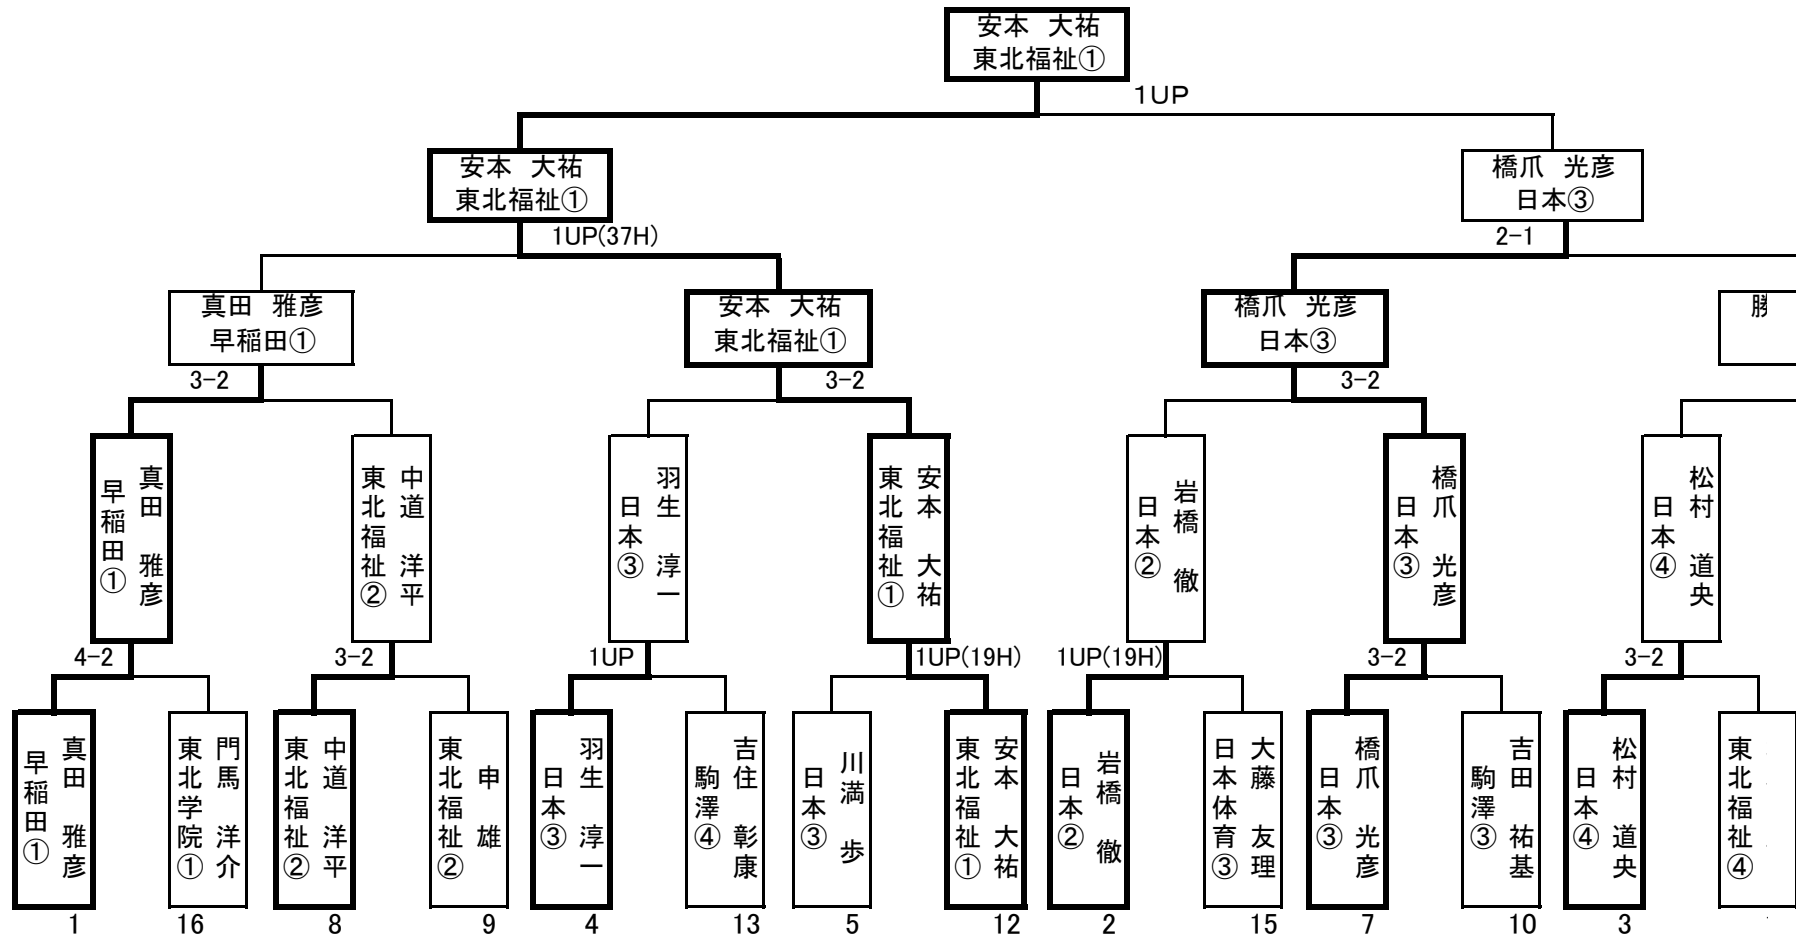 安本 大祐
東北福祉①
1UP
安本 大祐
東北福祉①
橋爪 光彦
日本③
1UP(37H)
2-1
真田 雅彦
早稲田①
安本 大祐
東北福祉①
橋爪 光彦
日本③
3-2
3-2
3-2
真田 雅彦
早稲田①
中道 洋平
東北福祉②
羽生 淳一
日本③
安本 大祐
東北福祉①
岩橋 徹
日本②
橋爪 光彦
日本③
松村 道央
日本④
4-2
3-2
1UP
1UP(19H)
1UP(19H)
3-2
3-2
真田 雅彦
早稲田①
門馬 洋介
東北学院①
中道 洋平
東北福祉②
申 雄
東北福祉②
羽生 淳一
日本③
吉住 彰康
駒澤④
川満 歩
日本③
安本 大祐
東北福祉①
岩橋 徹
日本②
大藤 友理
日本体育③
橋爪 光彦
日本③
吉田 祐基
駒澤③
松村 道央
日本④
東北福祉④
1
16
8
9
4
13
5
12
2
15
7
10
3